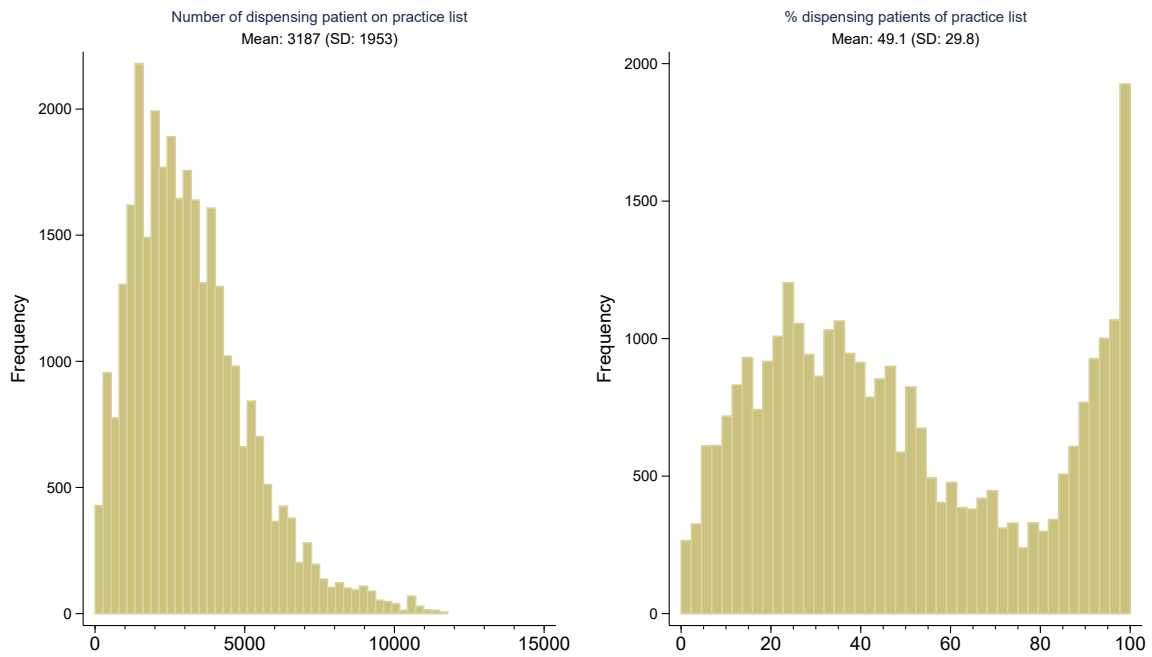 Number of dispensing patient on practice list
Mean: 3187 (SD: 1953)
2000
1500
1000
500
0
Frequency
0 5000 10000 15000
% dispensing patients of practice list
Mean: 49.1 (SD: 29.8)
2000
1500
1000
500
0
Frequency
0 20 40 60 80 100